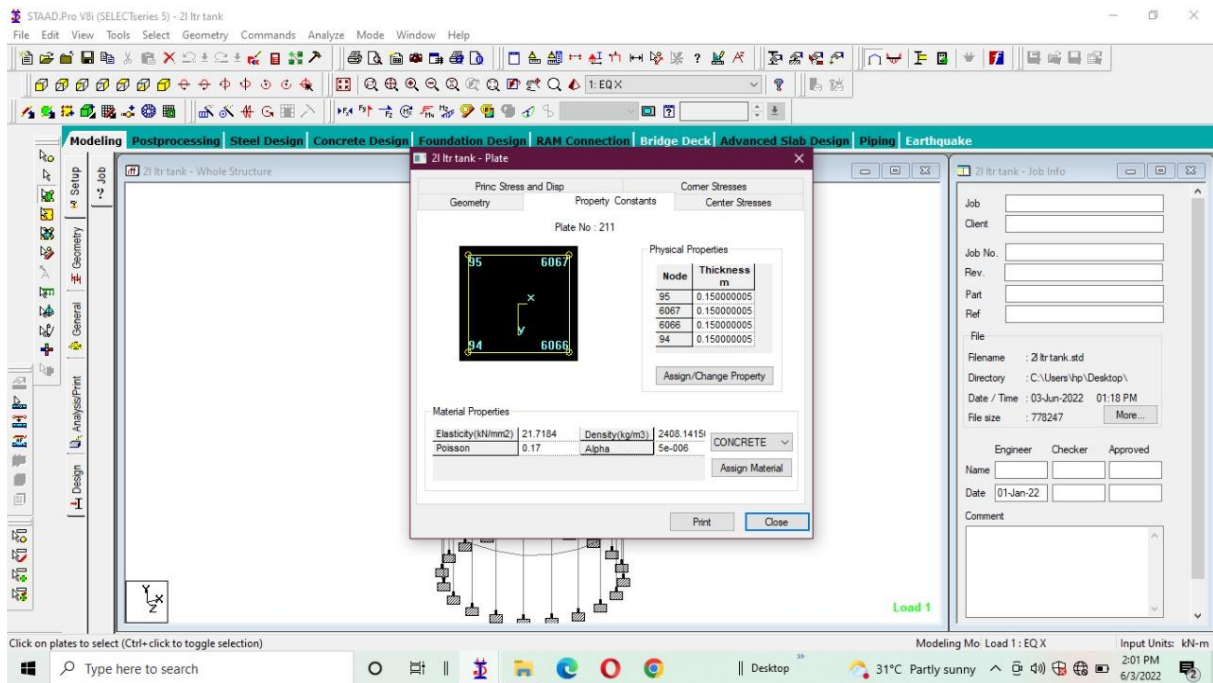 STAAD.Pro V8i (SELECTseries 5) - 2l ltr tank
File Edit View Tools Select Geometry Commands Analyze Mode Window Help
1: EQ X
Modeling Postprocessing Steel Design Concrete Design Foundation Design RAM Connection Bridge Deck Advanced Slab Design Piping Earthquake
Setup
Geometry
General
Analysis/Print
Design
Job
2l ltr tank - Whole Structure
2l ltr tank - Plate
Princ Stress and Disp Corner Stresses
Geometry Property Constants Center Stresses
Plate No : 211
95 6067
x
y
94 6066
Physical Properties
Node Thickness m
95 0.150000005
6067 0.150000005
6066 0.150000005
94 0.150000005
Assign/Change Property
Material Properties
Elasticity(kN/mm2) 21.7184 Density(kg/m3) 2408.1415
Poisson 0.17 Alpha 5e-006
CONCRETE
Assign Material
Print Close
Y
X
Z
Load 1
2l ltr tank - Job Info
Job
Client
Job No.
Rev.
Part
Ref
File
Filename : 2l ltr tank.std
Directory : C:\Users\hp\Desktop\
Date / Time : 03-Jun-2022 01:18 PM
File size : 778247 More...
Engineer Checker Approved
Name
Date 01-Jan-22
Comment
Click on plates to select (Ctrl+click to toggle selection) Modeling Mo Load 1 : EQ X Input Units: kN-m
Type here to search Desktop 31°C Partly sunny 2:01 PM
6/3/2022
2